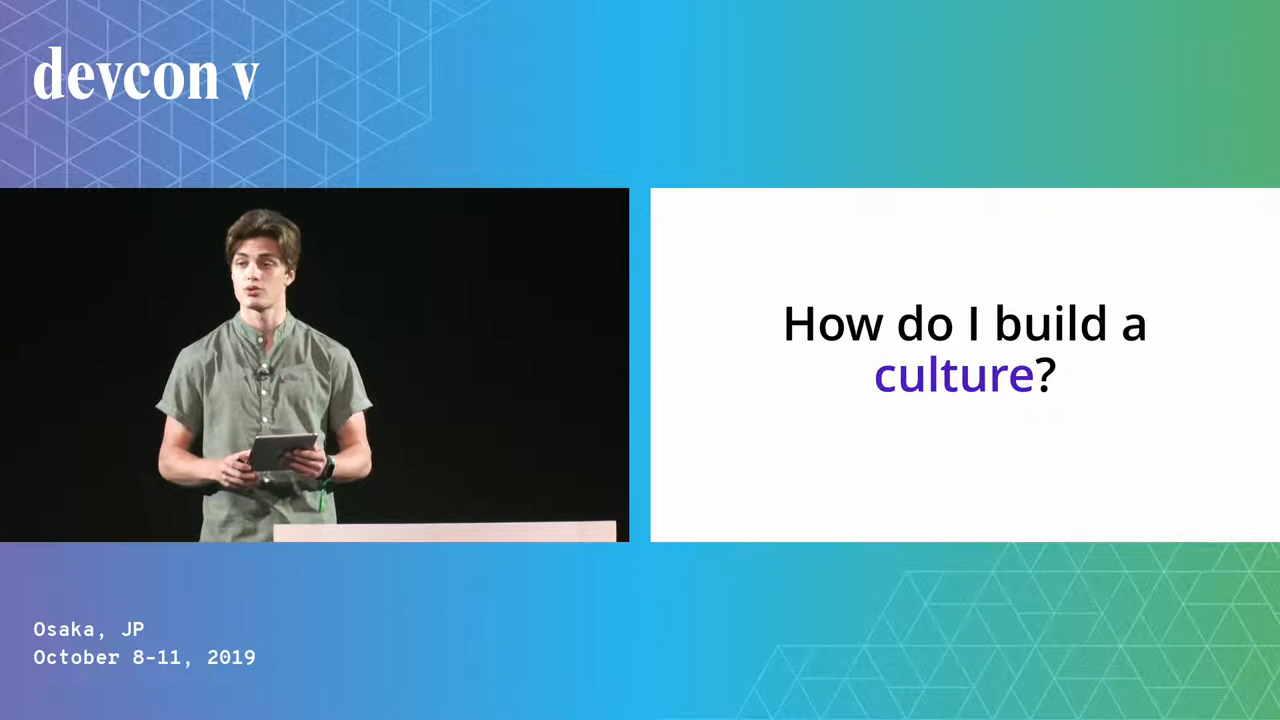 devcon v
How do I build a
culture?
Osaka, JP
October 8-11, 2019